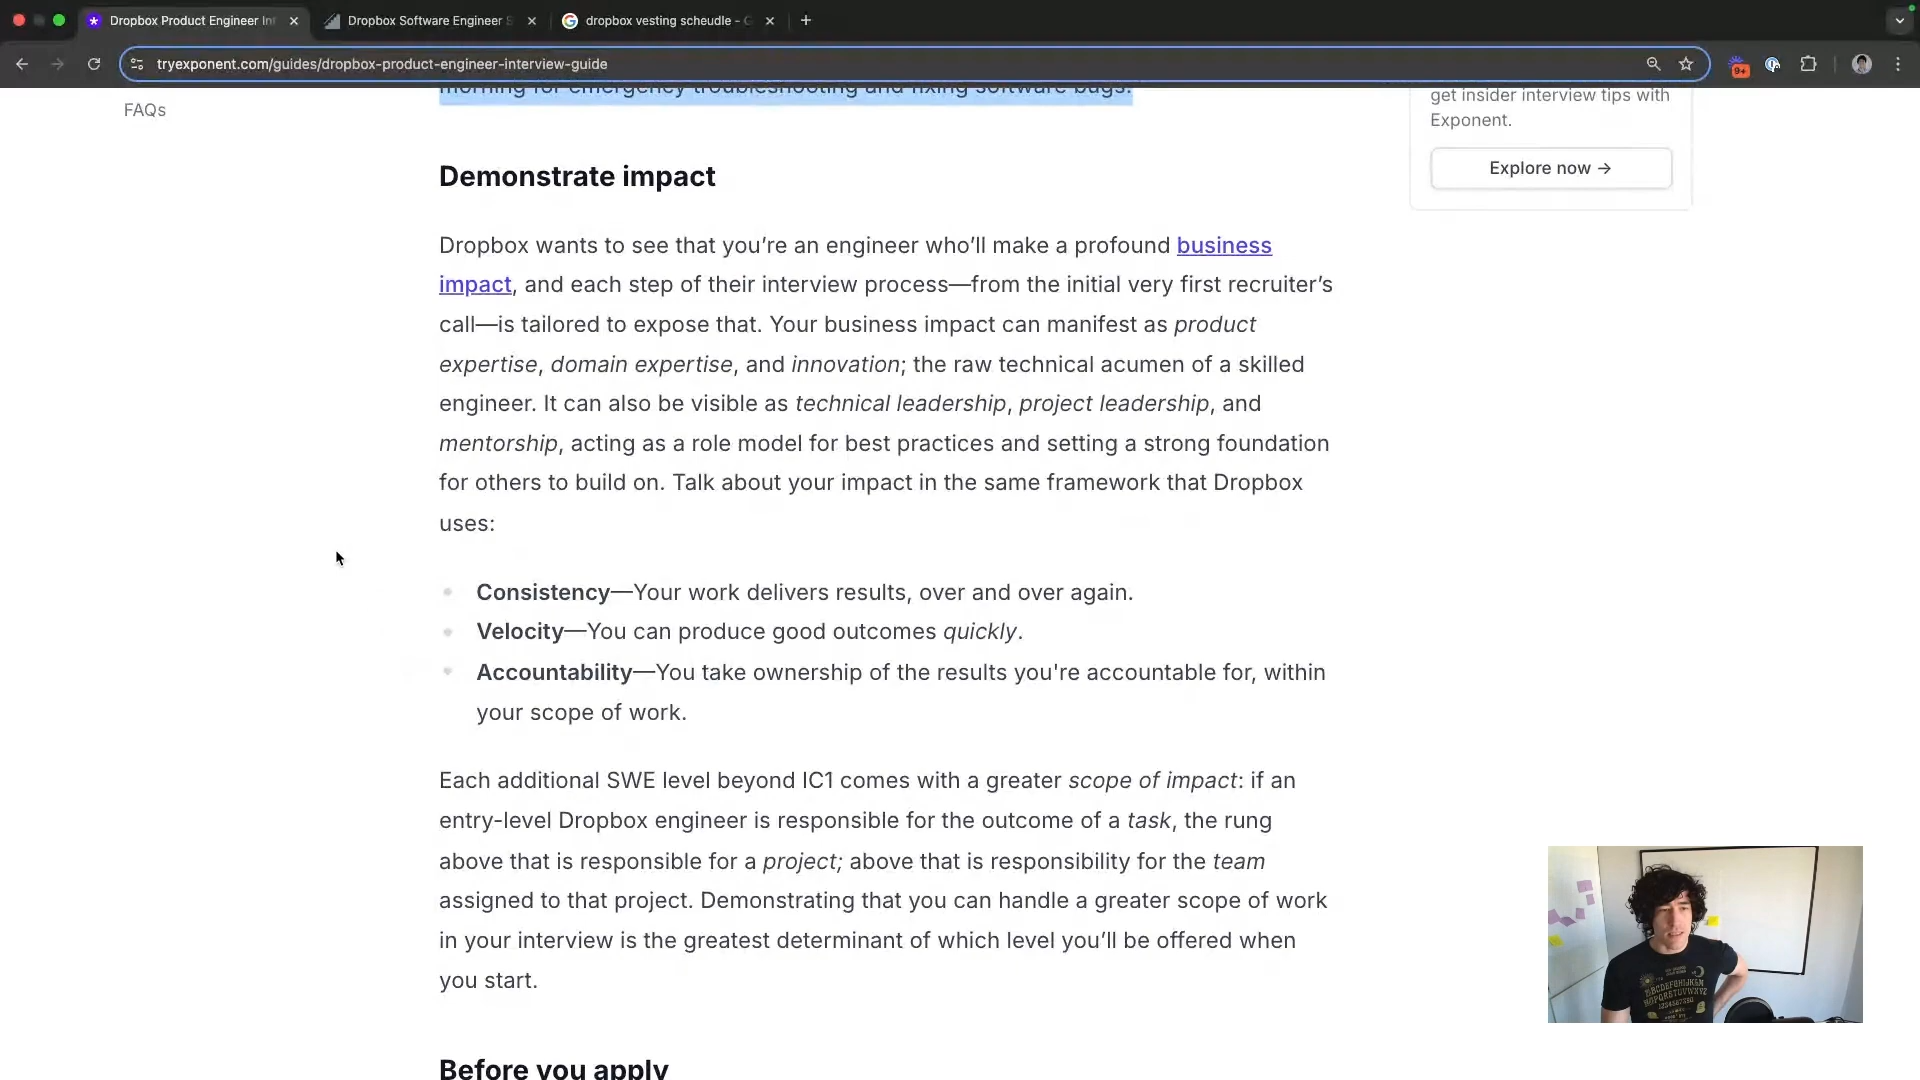 Dropbox Product Engineer Int
Dropbox Software Engineer S
dropbox vesting scheudle - G
tryexponent.com/guides/dropbox-product-engineer-interview-guide
9+
FAQs
morning for emergency troubleshooting and fixing software bugs.
get insider interview tips with
Exponent.
Explore now →
Demonstrate impact
Dropbox wants to see that you’re an engineer who’ll make a profound business
impact, and each step of their interview process—from the initial very first recruiter’s
call—is tailored to expose that. Your business impact can manifest as product
expertise, domain expertise, and innovation; the raw technical acumen of a skilled
engineer. It can also be visible as technical leadership, project leadership, and
mentorship, acting as a role model for best practices and setting a strong foundation
for others to build on. Talk about your impact in the same framework that Dropbox
uses:
Consistency—Your work delivers results, over and over again.
Velocity—You can produce good outcomes quickly.
Accountability—You take ownership of the results you're accountable for, within
your scope of work.
Each additional SWE level beyond IC1 comes with a greater scope of impact: if an
entry-level Dropbox engineer is responsible for the outcome of a task, the rung
above that is responsible for a project; above that is responsibility for the team
assigned to that project. Demonstrating that you can handle a greater scope of work
in your interview is the greatest determinant of which level you’ll be offered when
you start.
Before you apply